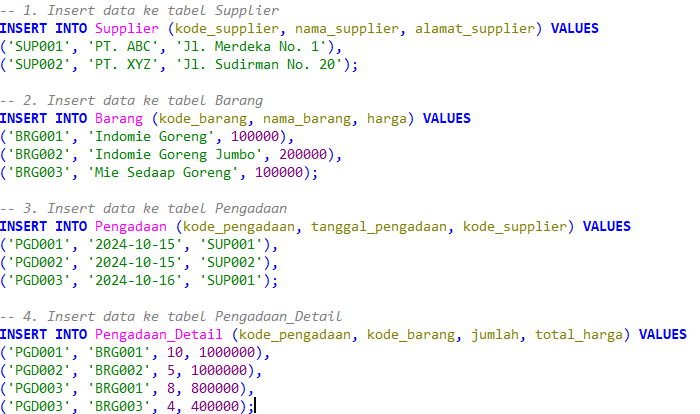 -- 1. Insert data ke tabel Supplier
INSERT INTO Supplier (kode_supplier, nama_supplier, alamat_supplier) VALUES
('SUP001', 'PT. ABC', 'Jl. Merdeka No. 1'),
('SUP002', 'PT. XYZ', 'Jl. Sudirman No. 20');
-- 2. Insert data ke tabel Barang
INSERT INTO Barang (kode_barang, nama_barang, harga) VALUES
('BRG001', 'Indomie Goreng', 100000),
('BRG002', 'Indomie Goreng Jumbo', 200000),
('BRG003', 'Mie Sedaap Goreng', 100000);
-- 3. Insert data ke tabel Pengadaan
INSERT INTO Pengadaan (kode_pengadaan, tanggal_pengadaan, kode_supplier) VALUES
('PGD001', '2024-10-15', 'SUP001'),
('PGD002', '2024-10-15', 'SUP002'),
('PGD003', '2024-10-16', 'SUP001');
-- 4. Insert data ke tabel Pengadaan_Detail
INSERT INTO Pengadaan_Detail (kode_pengadaan, kode_barang, jumlah, total_harga) VALUES
('PGD001', 'BRG001', 10, 1000000),
('PGD002', 'BRG002', 5, 1000000),
('PGD003', 'BRG001', 8, 800000),
('PGD003', 'BRG003', 4, 400000);